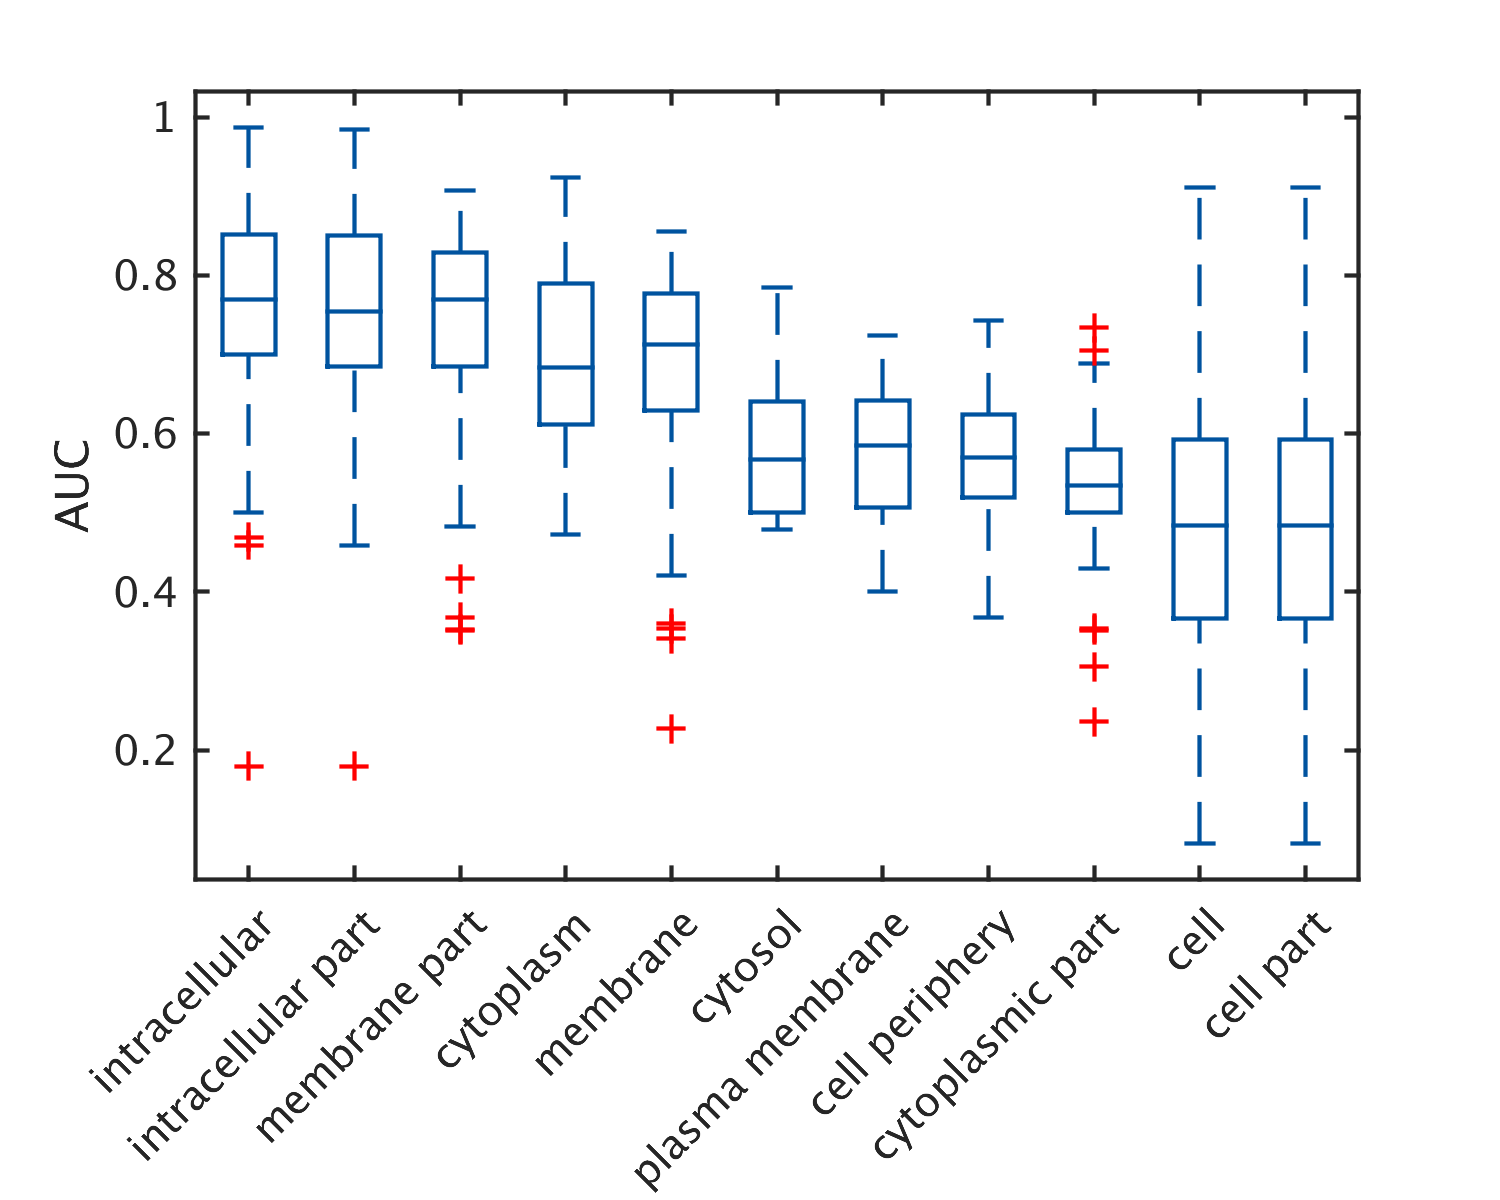 1
0.8
0.6
0.4
0.2
AUC
intracellular
intracellular part
membrane part
cytoplasm
membrane
cytosol
plasma membrane
cell periphery
cytoplasmic part
cell
cell part